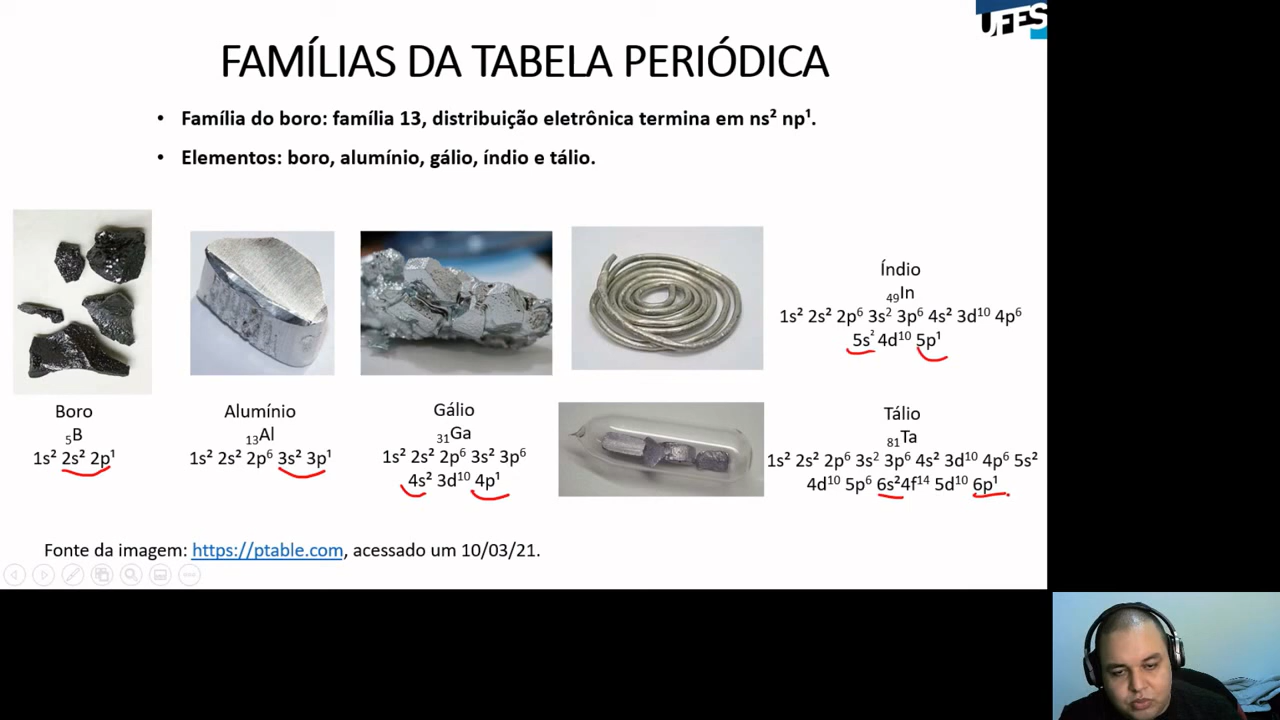 UFES
FAMÍLIAS DA TABELA PERIÓDICA
• Família do boro: família 13, distribuição eletrônica termina em ns² np¹.
• Elementos: boro, alumínio, gálio, índio e tálio.
Índio
₄₉In
1s² 2s² 2p⁶ 3s² 3p⁶ 4s² 3d¹⁰ 4p⁶
5s² 4d¹⁰ 5p¹
Boro
₅B
1s² 2s² 2p¹
Alumínio
₁₃Al
1s² 2s² 2p⁶ 3s² 3p¹
Gálio
₃₁Ga
1s² 2s² 2p⁶ 3s² 3p⁶
4s² 3d¹⁰ 4p¹
Tálio
₈₁Ta
1s² 2s² 2p⁶ 3s² 3p⁶ 4s² 3d¹⁰ 4p⁶ 5s²
4d¹⁰ 5p⁶ 6s²4f¹⁴ 5d¹⁰ 6p¹
Fonte da imagem: https://ptable.com, acessado um 10/03/21.